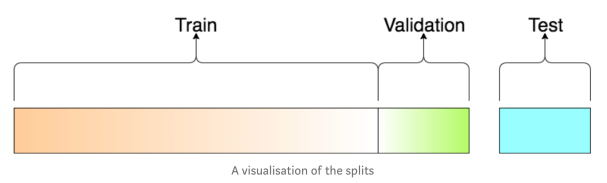 Train Validation Test
A visualisation of the splits